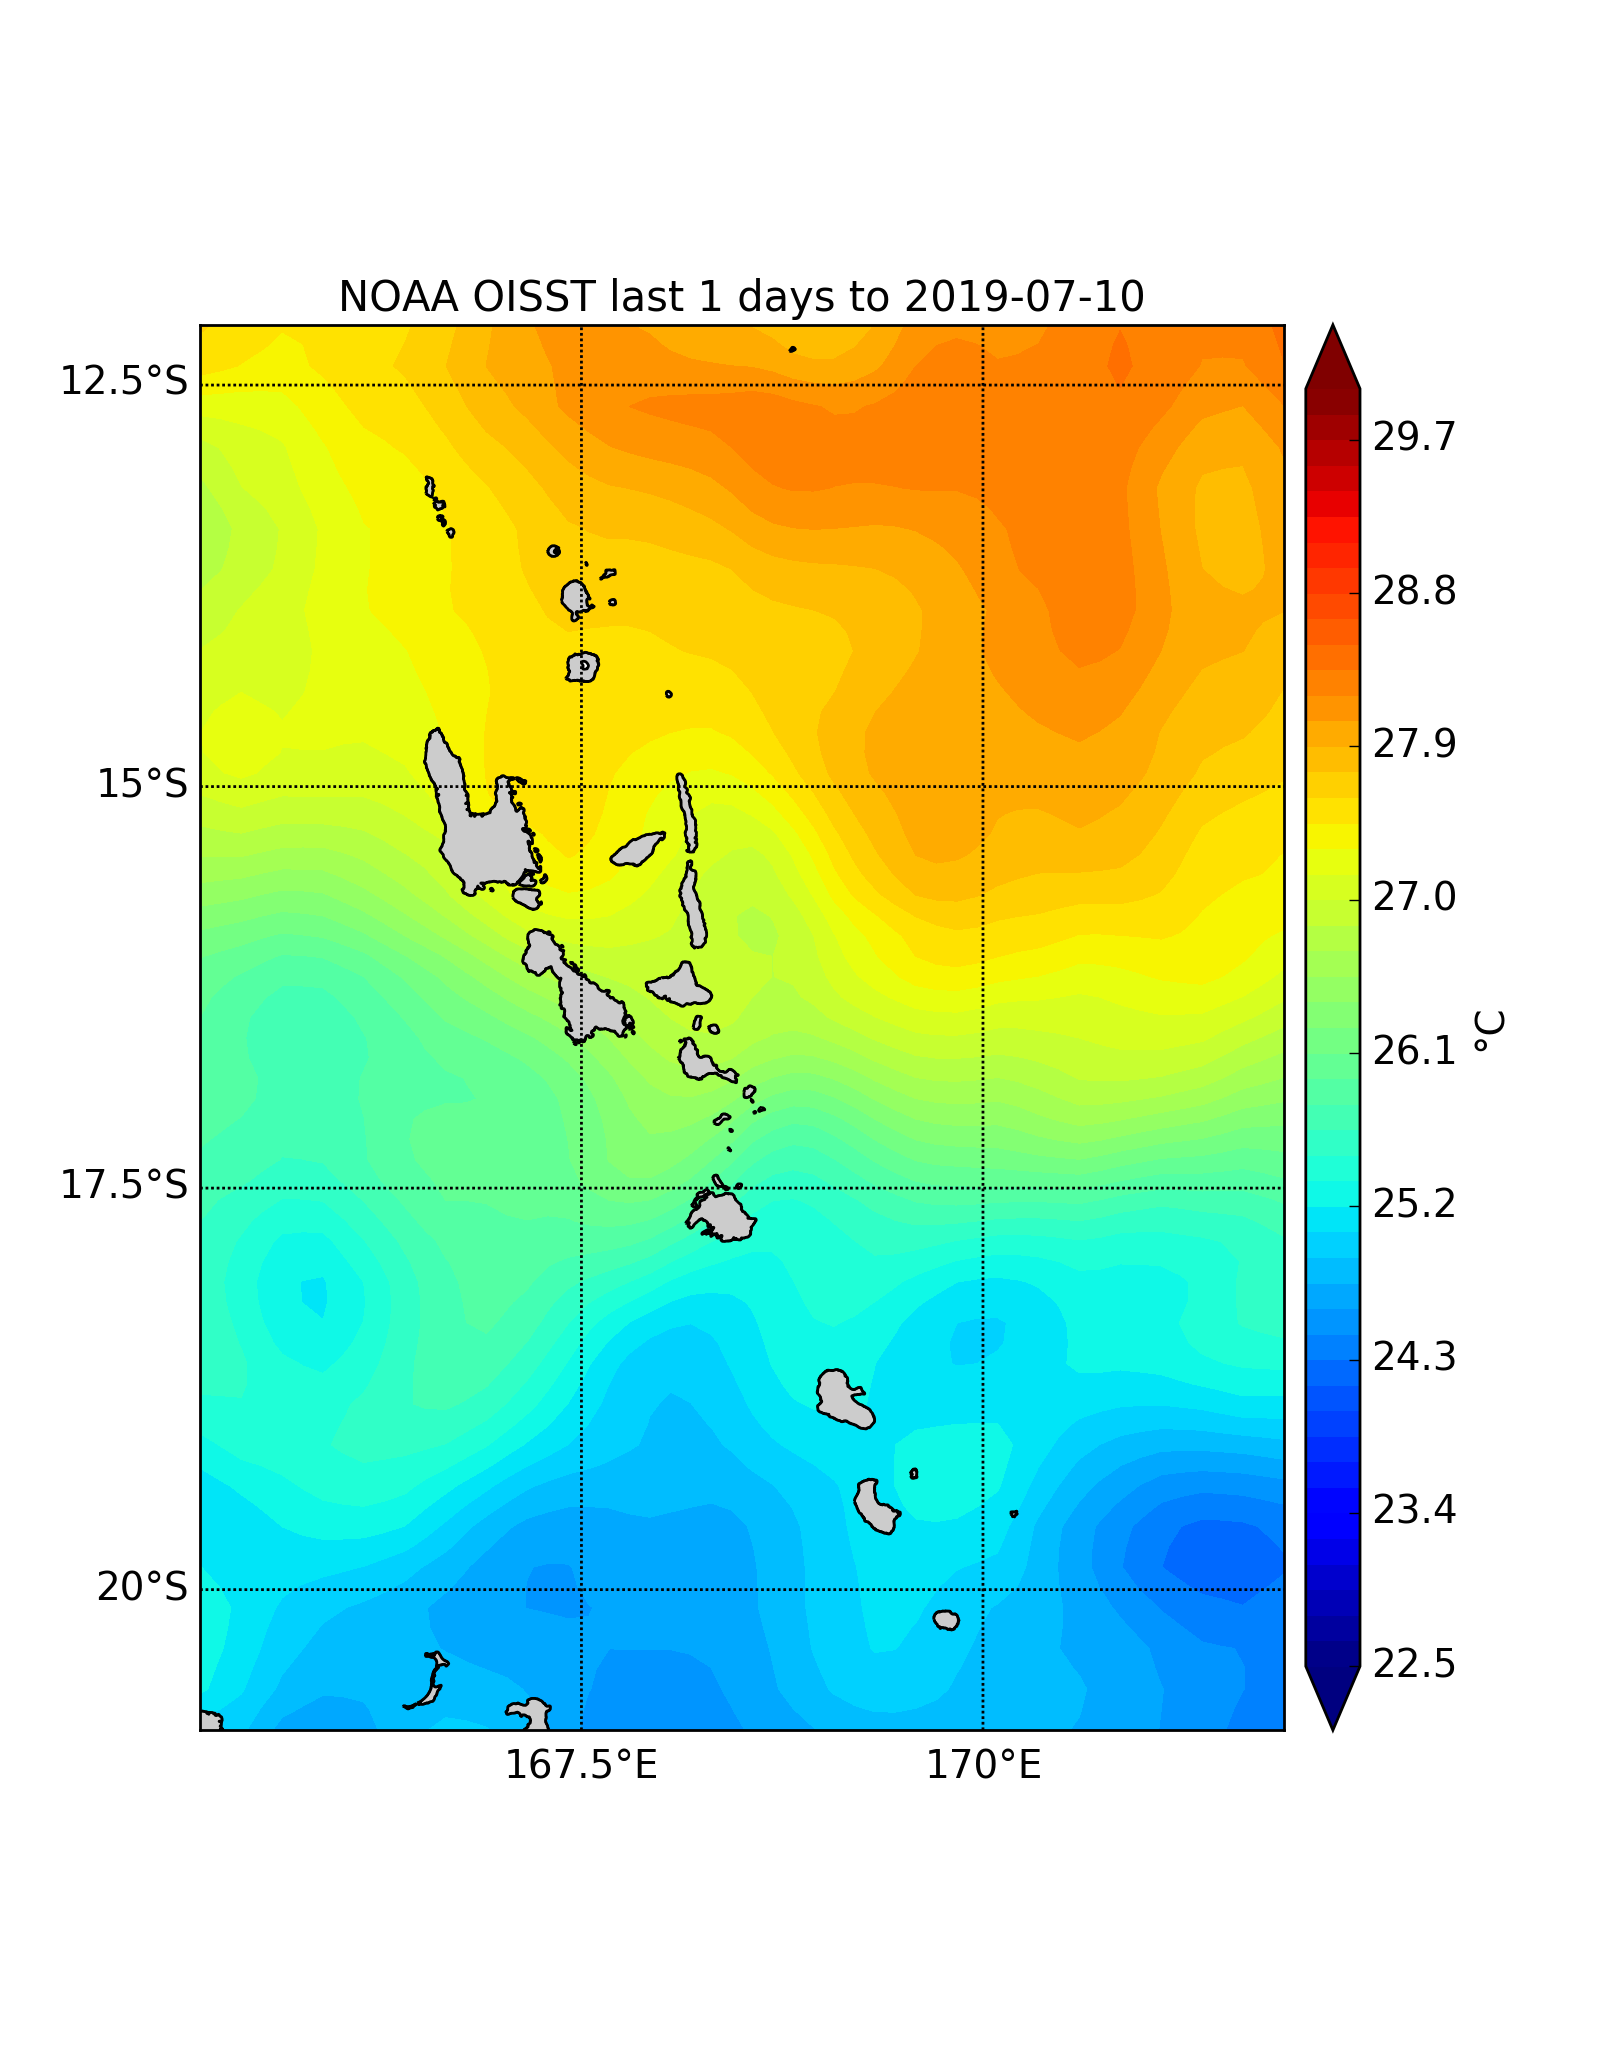 NOAA OISST last 1 days to 2019-07-10
12.5°S
15°S
17.5°S
20°S
167.5°E
170°E
29.7
28.8
27.9
27.0
26.1
25.2
24.3
23.4
22.5
°C